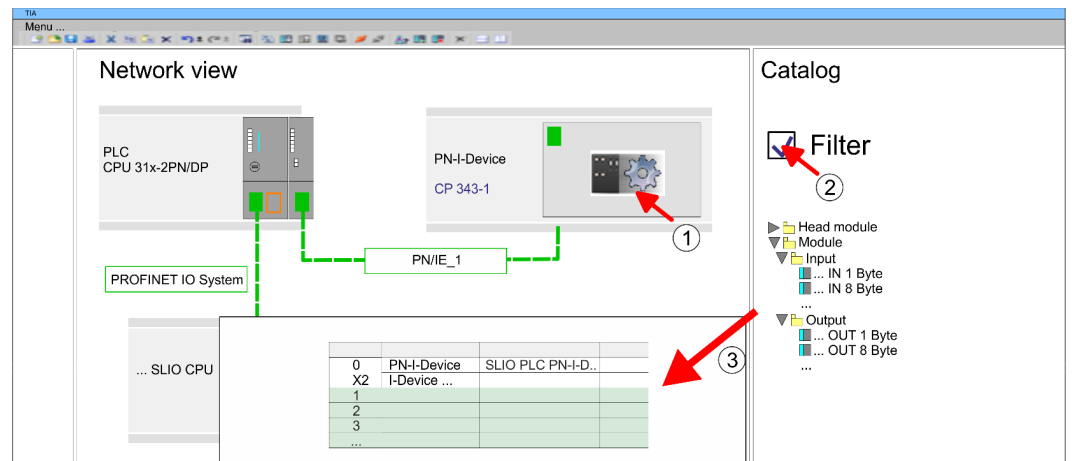 TIA
Menu ...
Network view
PLC
CPU 31x-2PN/DP
PN-I-Device
CP 343-1
1
PN/IE_1
PROFINET IO System
... SLIO CPU
0 PN-I-Device SLIO PLC PN-I-D..
X2 I-Device ...
1
2
3
...
3
Catalog
Filter
2
Head module
Module
Input
... IN 1 Byte
... IN 8 Byte
...
Output
... OUT 1 Byte
... OUT 8 Byte
...